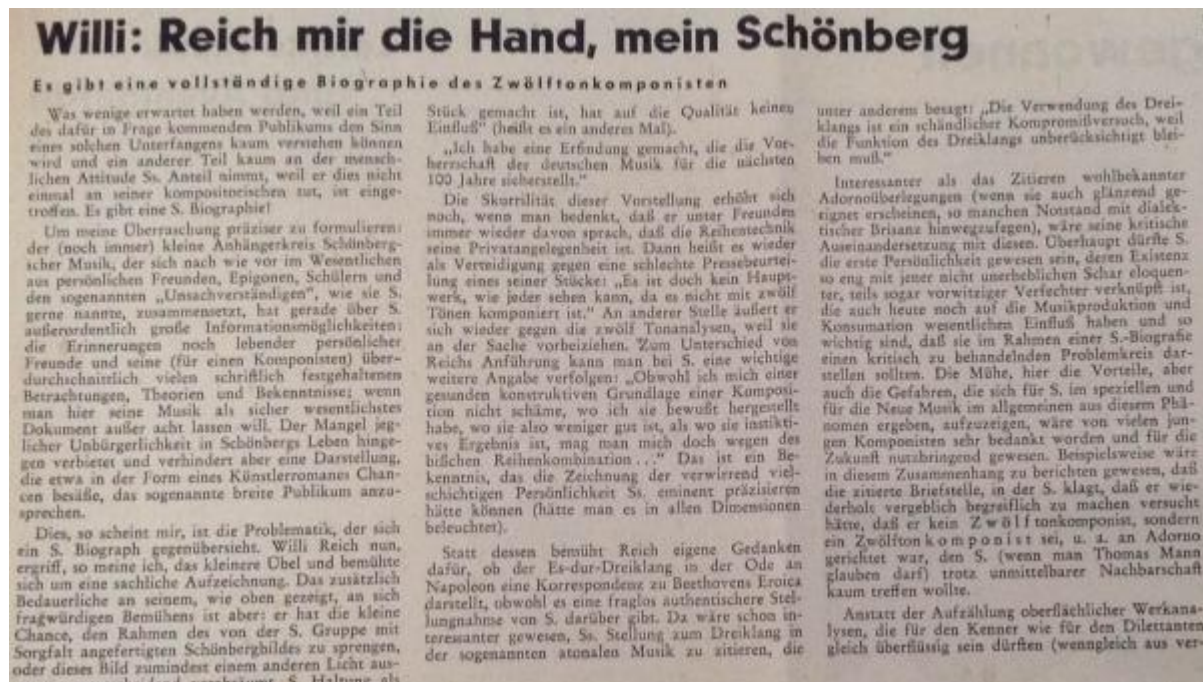 Willi: Reich mir die Hand, mein Schönberg
Es gibt eine vollständige Biographie des Zwölftonkomponisten
Was wenige erwartet haben werden, weil ein Teil
des dafür in Frage kommenden Publikums den Sinn
eines solchen Unterfangens kaum verstehen können
wird und ein anderer Teil kaum an der mensch-
lichen Attitude Ss. Anteil nimmt, weil er dies nicht
einmal an seiner kompositorischen tut, ist einge-
troffen. Es gibt eine S. Biographie!
Um meine Überraschung präziser zu formulieren:
der (noch immer) kleine Anhängerkreis Schönberg-
scher Musik, der sich nach wie vor im Wesentlichen
aus persönlichen Freunden, Epigonen, Schülern und
den sogenannten „Unsachverständigen“, wie sie S.
gerne nannte, zusammensetzt, hat gerade über S.
außerordentlich große Informationsmöglichkeiten:
die Erinnerungen noch lebender persönlicher
Freunde und seine (für einen Komponisten) über-
durchschnittlich vielen schriftlich festgehaltenen
Betrachtungen, Theorien und Bekenntnisse; wenn
man hier seine Musik als sicher wesentlichstes
Dokument außer acht lassen will. Der Mangel jeg-
licher Unbürgerlichkeit in Schönbergs Leben hinge-
gen verbietet und verhindert aber eine Darstellung,
die etwa in der Form eines Künstlerromanes Chan-
cen besäße, das sogenannte breite Publikum anzu-
sprechen.
Dies, so scheint mir, ist die Problematik, der sich
ein S. Biograph gegenübersieht. Willi Reich nun,
ergriff, so meine ich, das kleinere Übel und bemühte
sich um eine sachliche Aufzeichnung. Das zusätzlich
Bedauerliche an seinem, wie oben gezeigt, an sich
fragwürdigen Bemühens ist aber: er hat die kleine
Chance, den Rahmen des von der S. Gruppe mit
Sorgfalt angefertigten Schönbergbildes zu sprengen,
oder dieses Bild zumindest einem anderen Licht aus-
S. Haltung als
Stück gemacht ist, hat auf die Qualität keinen
Einfluß“ (heißt es ein anderes Mal).
„Ich habe eine Erfindung gemacht, die die Vor-
herrschaft der deutschen Musik für die nächsten
100 Jahre sicherstellt.“
Die Skurrilität dieser Vorstellung erhöht sich
noch, wenn man bedenkt, daß er unter Freunden
immer wieder davon sprach, daß die Reihentechnik
seine Privatangelegenheit ist. Dann heißt es wieder
als Verteidigung gegen eine schlechte Pressebeurtei-
lung eines seiner Stücke: „Es ist doch kein Haupt-
werk, wie jeder sehen kann, da es nicht mit zwölf
Tönen komponiert ist.“ An anderer Stelle äußert er
sich wieder gegen die zwölf Tonanalysen, weil sie
an der Sache vorbeiziehen. Zum Unterschied von
Reichs Anführung kann man bei S. eine wichtige
weitere Angabe verfolgen: „Obwohl ich mich einer
gesunden konstruktiven Grundlage einer Komposi-
tion nicht schäme, wo ich sie bewußt hergestellt
habe, wo sie also weniger gut ist, als wo sie instikti-
ves Ergebnis ist, mag man mich doch wegen des
bißchen Reihenkombination . . .“ Das ist ein Be-
kenntnis, das die Zeichnung der verwirrend viel-
schichtigen Persönlichkeit Ss. eminent präzisieren
hätte können (hätte man es in allen Dimensionen
beleuchtet).
Statt dessen bemüht Reich eigene Gedanken
dafür, ob der Es-dur-Dreiklang in der Ode an
Napoleon eine Korrespondenz zu Beethovens Eroica
darstellt, obwohl es eine fraglos authentischere Stel-
lungnahme von S. darüber gibt. Da wäre schon in-
teressanter gewesen, Ss. Stellung zum Dreiklang in
der sogenannten atonalen Musik zu zitieren, die
unter anderem besagt: „Die Verwendung des Drei-
klangs ist ein schändlicher Kompromißversuch, weil
die Funktion des Dreiklangs unberücksichtigt blei-
ben muß.“
Interessanter als das Zitieren wohlbekannter
Adornoüberlegungen (wenn sie auch glänzend ge-
eignet erscheinen, so manchen Notstand mit dialek-
tischer Brisanz hinwegzufegen), wäre seine kritische
Auseinandersetzung mit diesen. Überhaupt dürfte S.
die erste Persönlichkeit gewesen sein, deren Existenz
so eng mit jener nicht unerheblichen Schar eloquen-
ter, teils sogar vorwitziger Verfechter verknüpft ist,
die auch heute noch auf die Musikproduktion und
Konsumation wesentlichen Einfluß haben und so
wichtig sind, daß sie im Rahmen einer S.-Biografie
einen kritisch zu behandelnden Problemkreis dar-
stellen sollten. Die Mühe, hier die Vorteile, aber
auch die Gefahren, die sich für S. im speziellen und
für die Neue Musik im allgemeinen aus diesem Phä-
nomen ergeben, aufzuzeigen, wäre von vielen jun-
gen Komponisten sehr bedankt worden und für die
Zukunft nutzbringend gewesen. Beispielsweise wäre
in diesem Zusammenhang zu berichten gewesen, daß
die zitierte Briefstelle, in der S. klagt, daß er wie-
derholt vergeblich begreiflich zu machen versucht
hätte, daß er kein Zwölftonkomponist, sondern
ein Zwölftonkomponist sei, u. a. an Adorno
gerichtet war, den S. (wenn man Thomas Mann
glauben darf) trotz unmittelbarer Nachbarschaft
kaum treffen wollte.
Anstatt der Aufzählung oberflächlicher Werkana-
lysen, die für den Kenner wie für den Dilettanten
gleich überflüssig sein dürften (wenngleich aus ver-